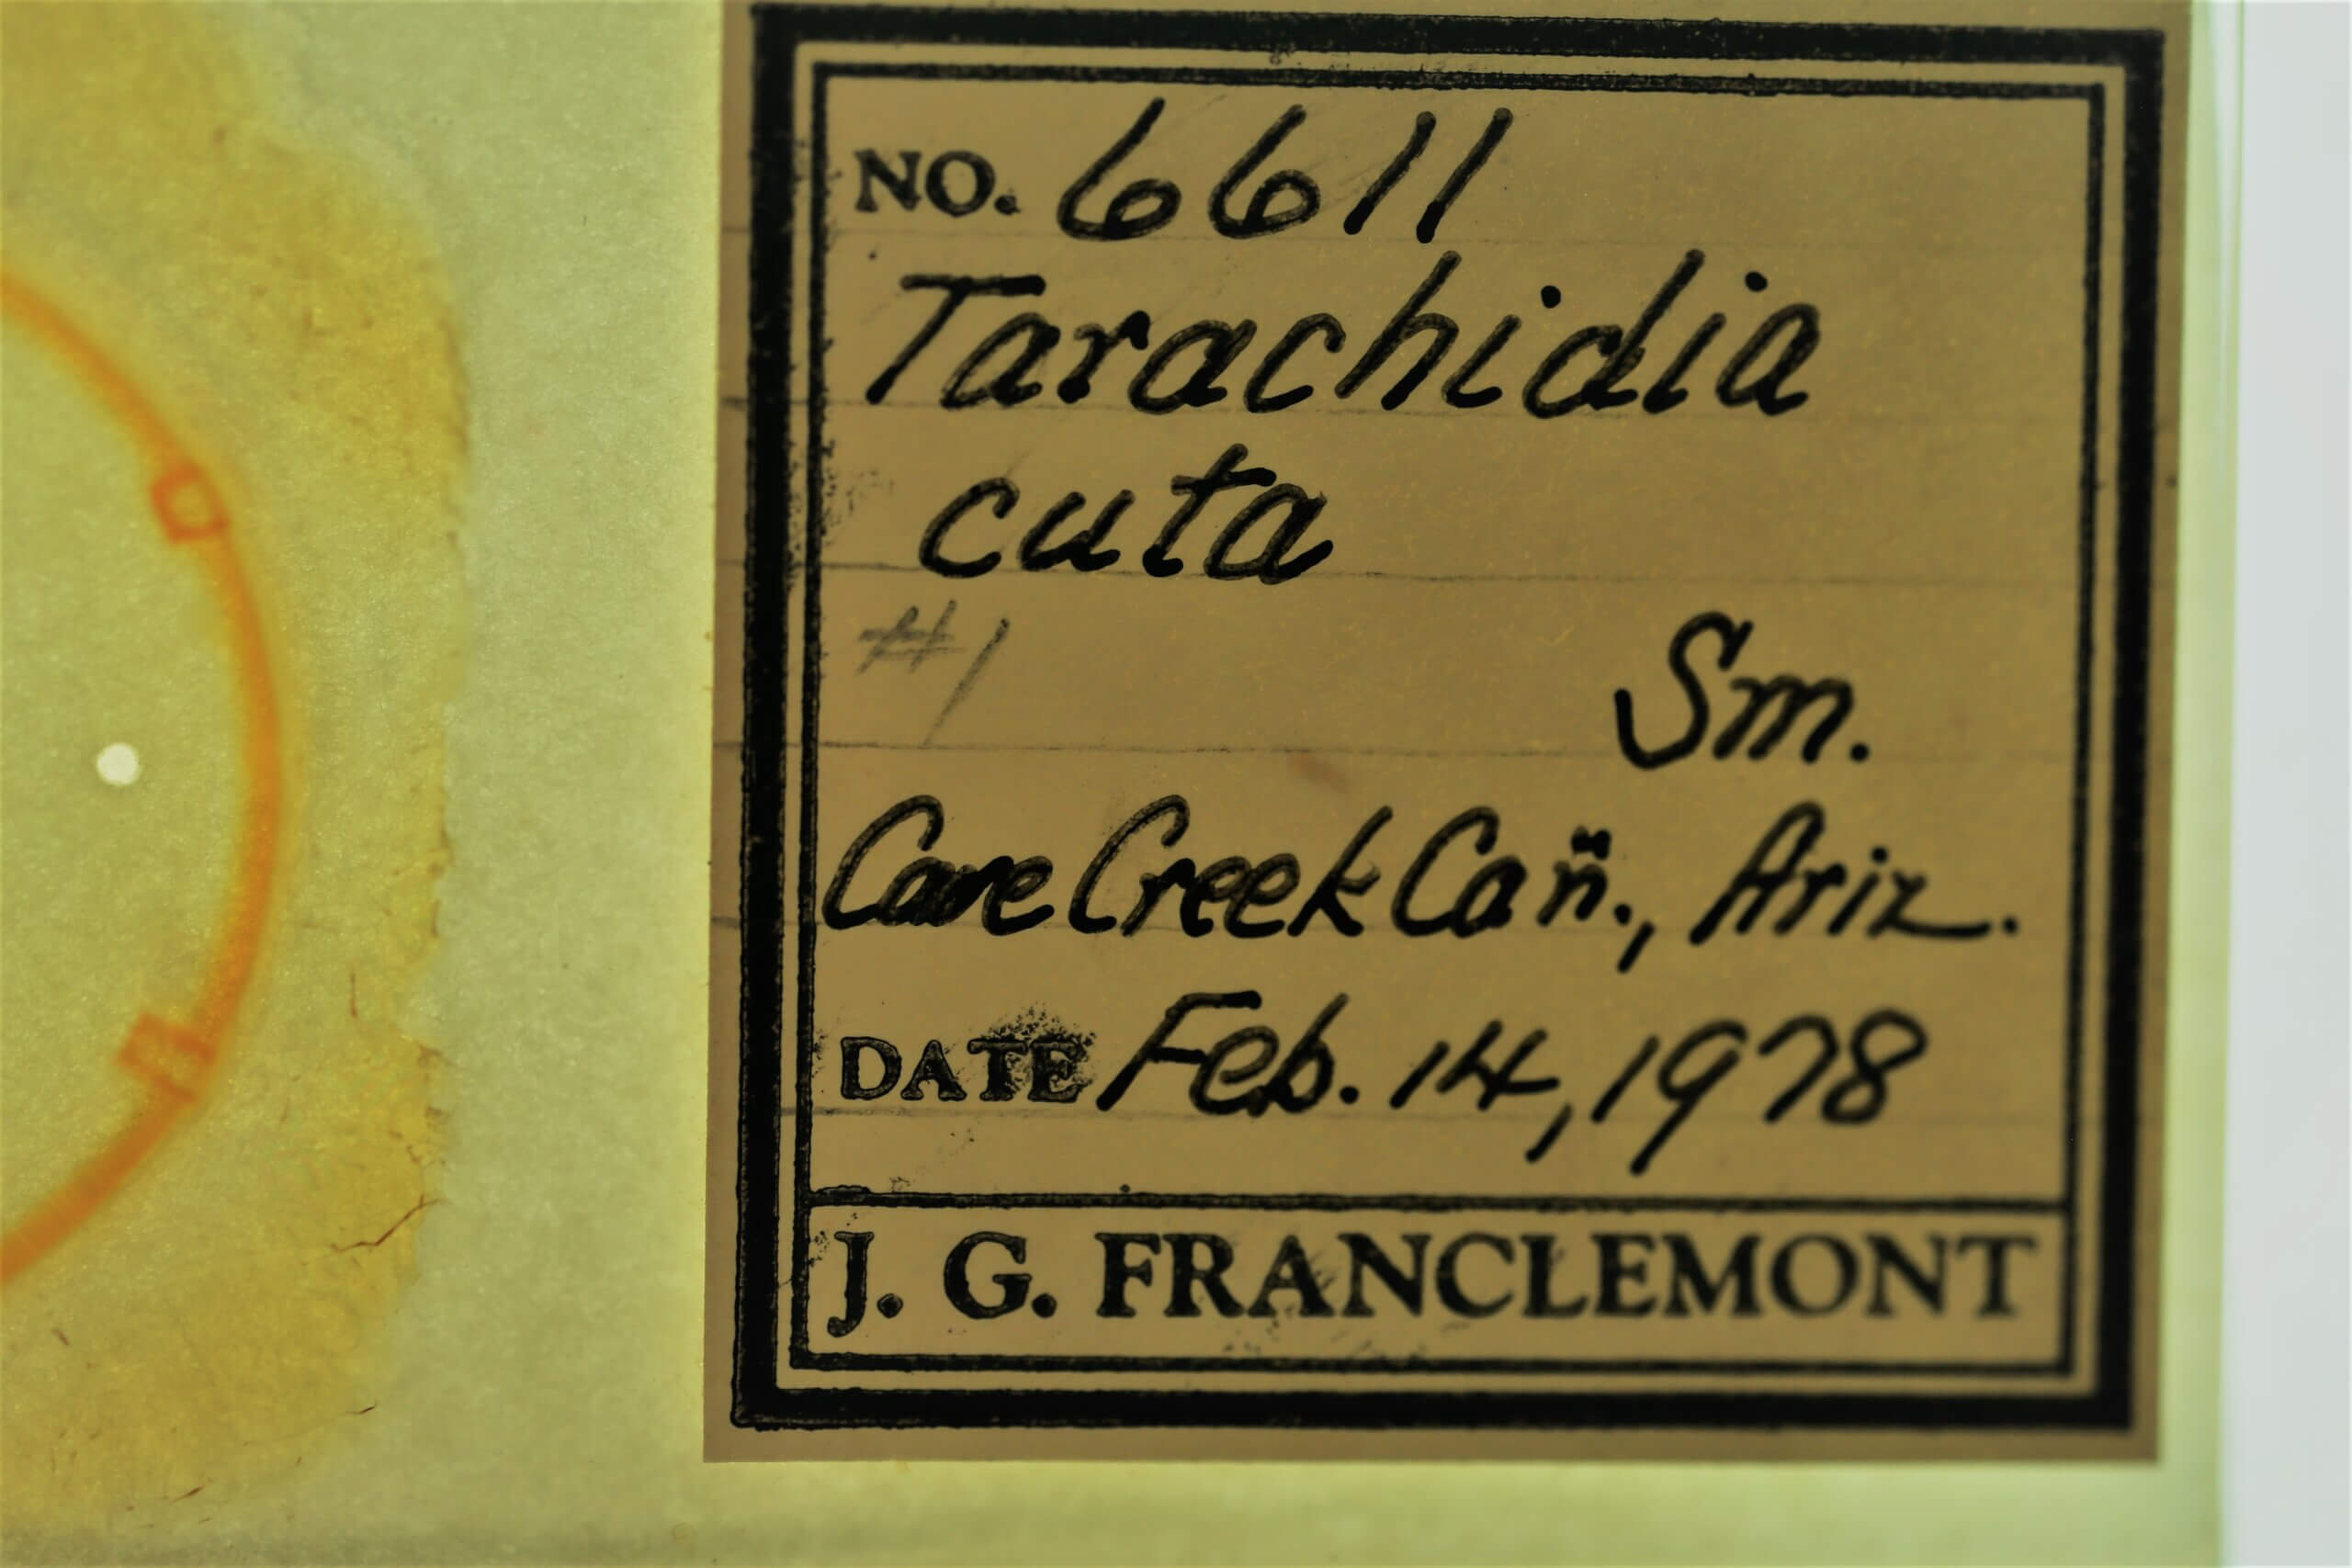 NO. 6611
Tarachidia
cuta
#1
Sm.
Cave Creek Cañ., Ariz.
DATE Feb. 14, 1978
J. G. FRANCLEMONT